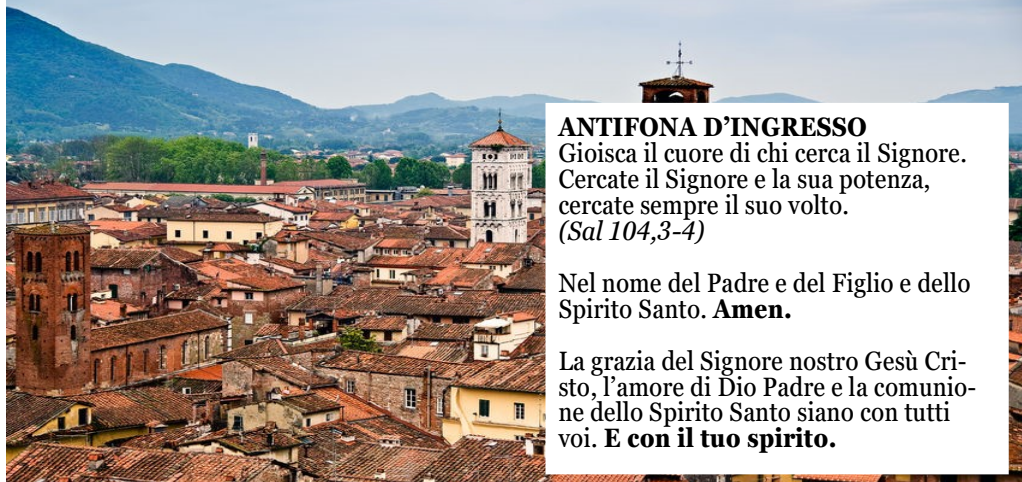 ANTIFONA D’INGRESSO
Gioisca il cuore di chi cerca il Signore.
Cercate il Signore e la sua potenza,
cercate sempre il suo volto.
(Sal 104,3-4)
Nel nome del Padre e del Figlio e dello
Spirito Santo. Amen.
La grazia del Signore nostro Gesù Cri-
sto, l’amore di Dio Padre e la comunio-
ne dello Spirito Santo siano con tutti
voi. E con il tuo spirito.